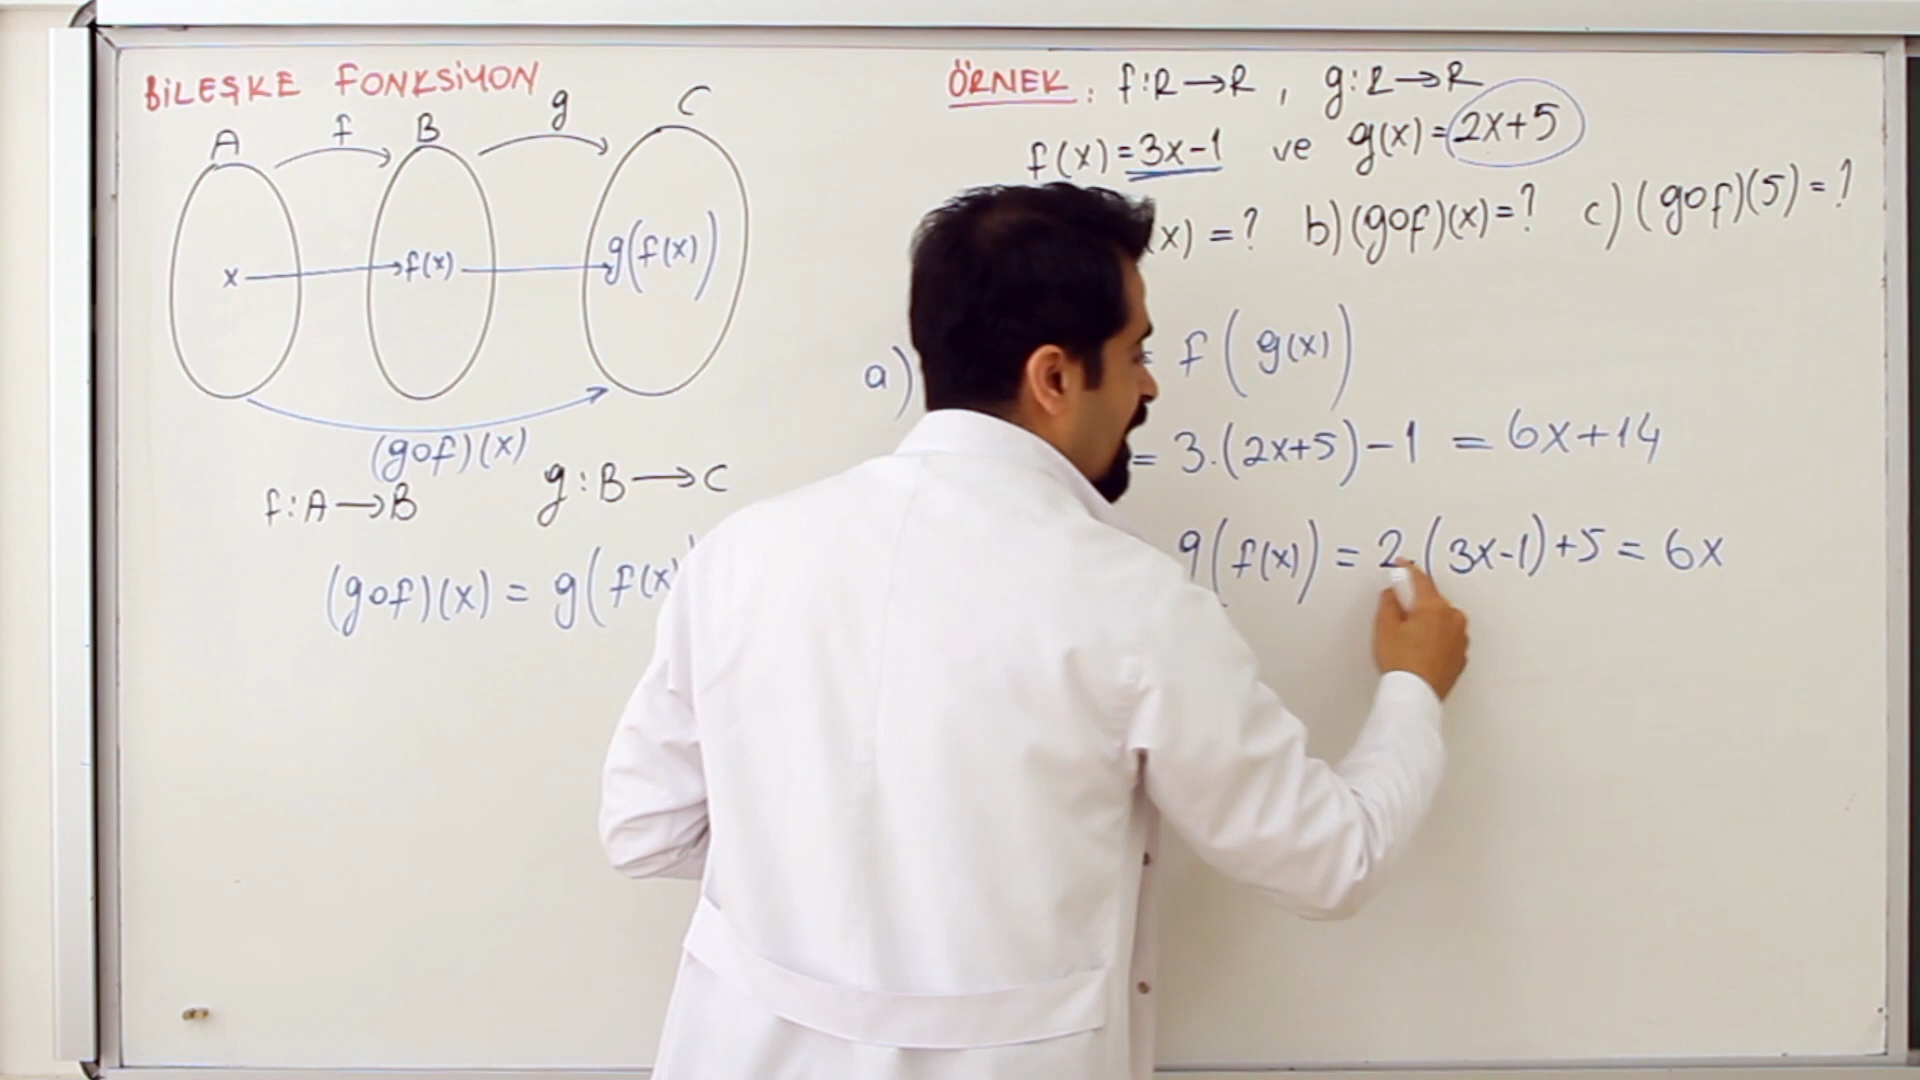 BİLEŞKE FONKSİYON
A f B g C
x f(x) g(f(x))
(gof)(x)
f:A→B g:B→C
(gof)(x) = g(f(x)
ÖRNEK: f:R→R, g:R→R
f(x)=3x-1 ve g(x)=2x+5
(x)=? b)(gof)(x)=? c)(gof)(5)=?
a) = f(g(x))
= 3.(2x+5)-1 = 6x+14
g(f(x)) = 2.(3x-1)+5 = 6x